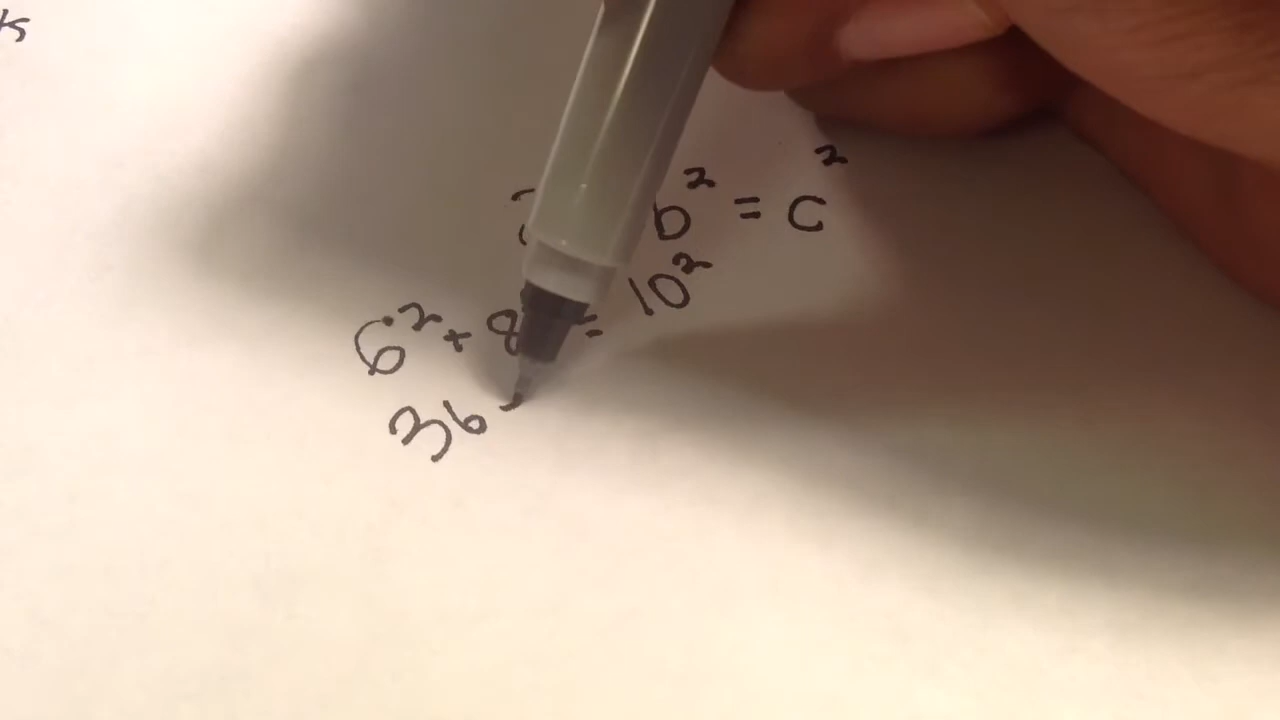 b² = c²
6² + 8 = 10²
36